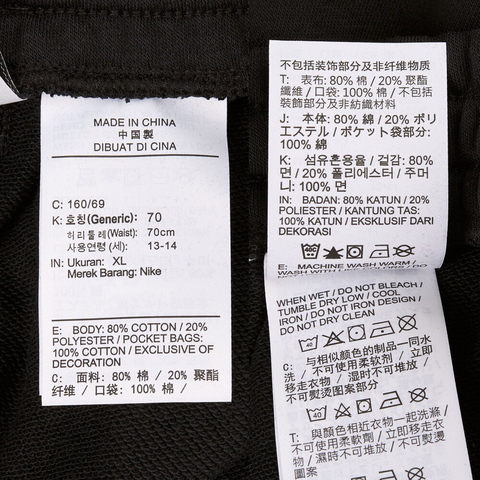 MADE IN CHINA
中國製
DIBUAT DI CINA
C: 160/69
K: 호칭(Generic): 70
허리둘레(Waist): 70cm
사용연령 (세): 13-14
IN: Ukuran: XL
Merek Barang: Nike
E: BODY: 80% COTTON / 20%
POLYESTER / POCKET BAGS:
100% COTTON / EXCLUSIVE OF
DECORATION
C: 面料: 80% 棉 / 20% 聚酯
纤维 / 口袋: 100% 棉 /
不包括装饰部分及非纤维物质
T: 表布: 80% 棉 / 20% 聚酯
纖維 / 口袋: 100% 棉 / 不包括
裝飾部分及非紡織材料
J: 本体: 80% 綿 / 20% ポリ
エステル / ポケット袋部分:
100% 綿
K: 섬유혼용율 / 겉감: 80%
면 / 20% 폴리에스터 / 주머
니: 100% 면
IN: BADAN: 80% KATUN / 20%
POLIESTER / KANTUNG TAS:
100% KATUN / EKSKLUSIF DARI
DEKORASI
E: MACHINE WASH WARM /
WHEN WET / DO NOT BLEACH /
TUMBLE DRY LOW / COOL
IRON / DO NOT IRON DESIGN /
DO NOT DRY CLEAN
C: 与相似颜色的制品一同水
洗 / 不可使用柔软剂 / 立即
移走衣物 / 湿时不可堆放 /
不可熨烫图案部分
T: 與顏色相近衣物一起洗滌 /
不可使用柔軟劑 / 立即移走衣
物 / 濕時不可堆放 / 不可熨燙
圖案